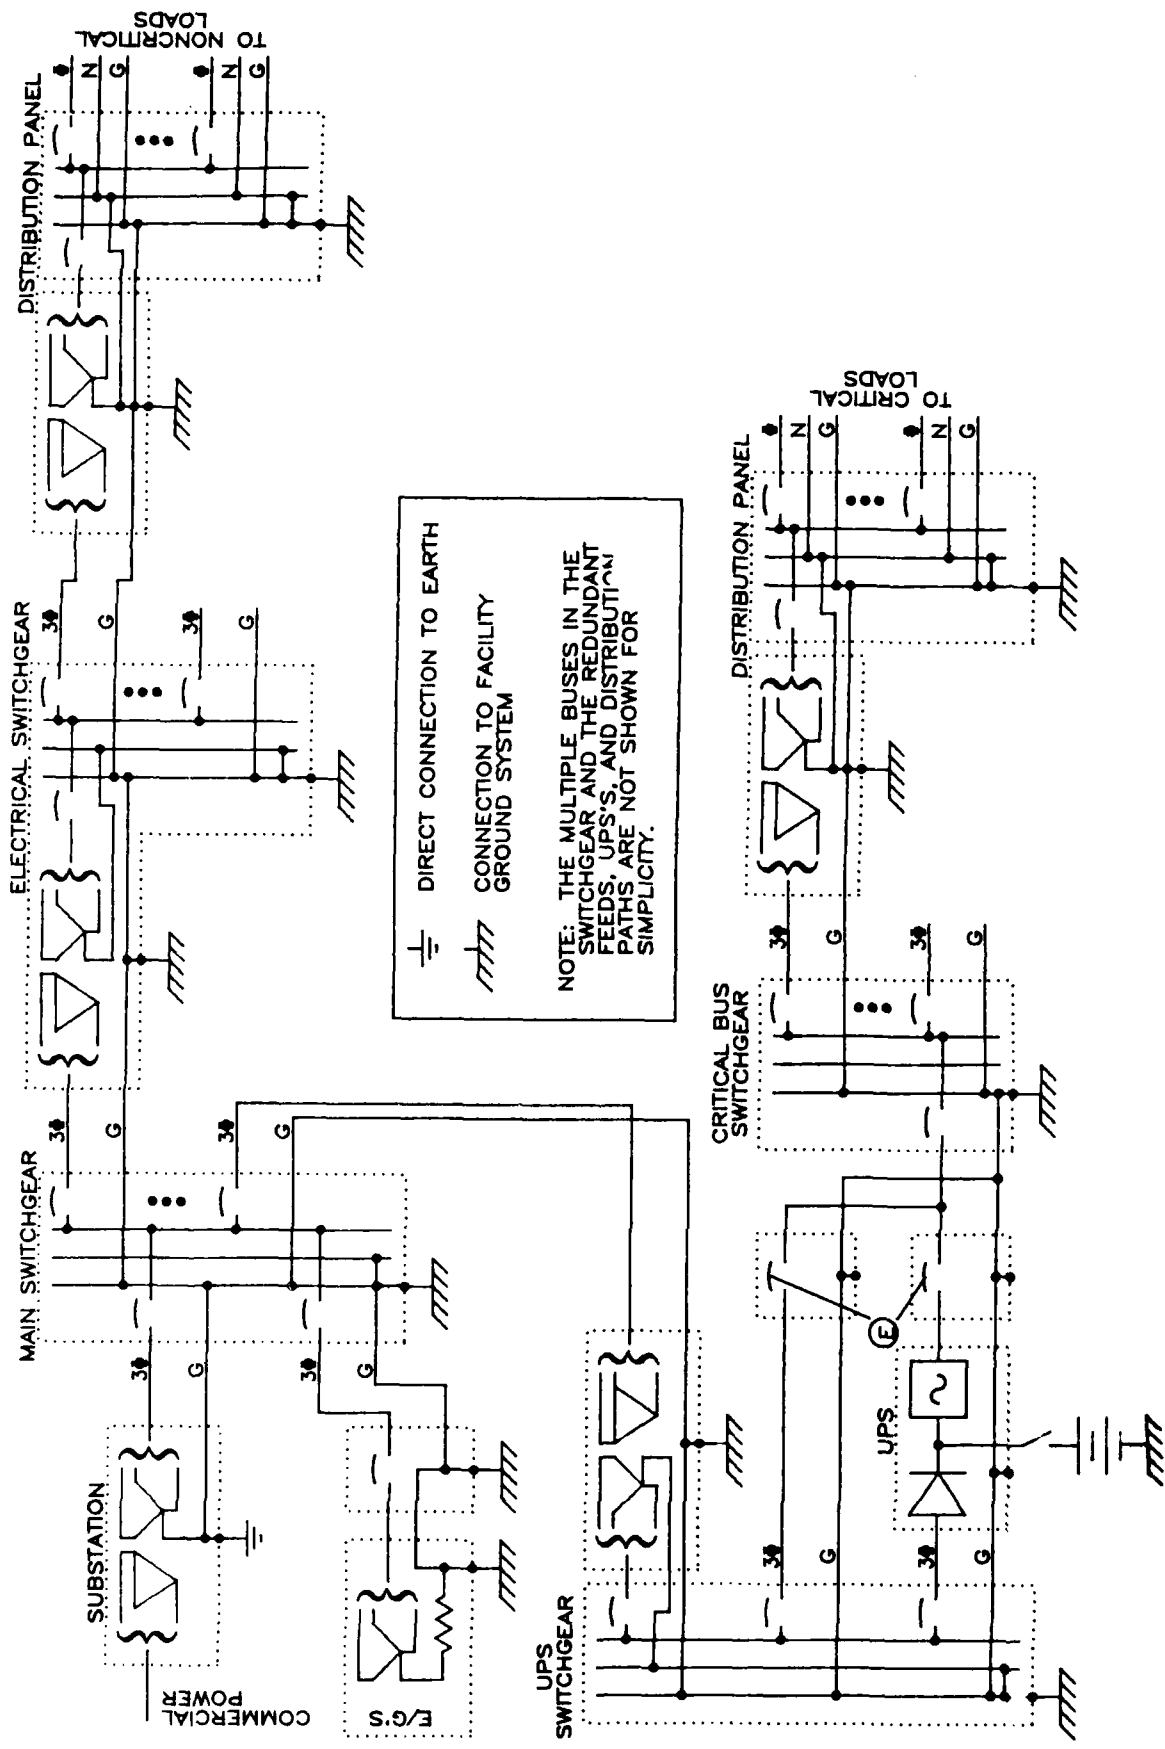 COMMERCIAL
POWER
SUBSTATION
3Φ
G
E/G'S
MAIN SWITCHGEAR
3Φ
G
3Φ
G
3Φ
G
ELECTRICAL SWITCHGEAR
3Φ
G
3Φ
G
DISTRIBUTION PANEL
Φ
N
G
Φ
N
G
TO NONCRITICAL
LOADS
DIRECT CONNECTION TO EARTH
CONNECTION TO FACILITY
GROUND SYSTEM
NOTE: THE MULTIPLE BUSES IN THE
SWITCHGEAR AND THE REDUNDANT
FEEDS, UPS'S, AND DISTRIBUTION
PATHS ARE NOT SHOWN FOR
SIMPLICITY.
UPS
SWITCHGEAR
3Φ
G
3Φ
G
UPS
E
CRITICAL BUS
SWITCHGEAR
3Φ
G
3Φ
G
DISTRIBUTION PANEL
Φ
N
G
Φ
N
G
TO CRITICAL
LOADS